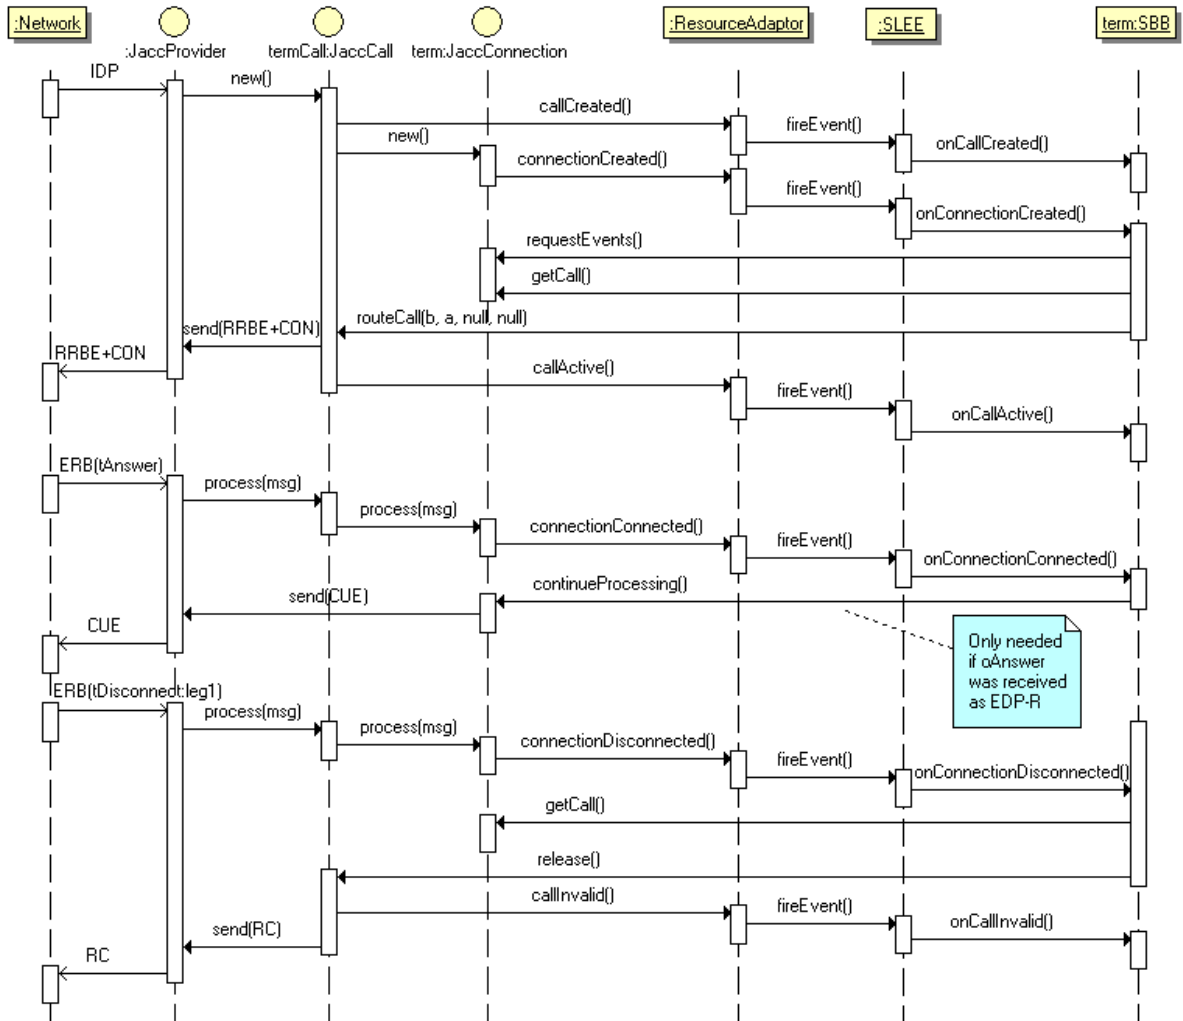 :Network
:JaccProvider
termCall:JaccCall
term:JaccConnection
:ResourceAdaptor
:SLEE
term:SBB
IDP
new()
callCreated()
fireEvent()
new()
onCallCreated()
connectionCreated()
fireEvent()
onConnectionCreated()
requestEvents()
getCall()
routeCall(b, a, null, null)
send(RRBE+CON)
RRBE+CON
callActive()
fireEvent()
onCallActive()
ERB(tAnswer)
process(msg)
process(msg)
connectionConnected()
fireEvent()
onConnectionConnected()
continueProcessing()
send(CUE)
CUE
Only needed
if oAnswer
was received
as EDP-R
ERB(tDisconnect:leg1)
process(msg)
process(msg)
connectionDisconnected()
fireEvent()
onConnectionDisconnected()
getCall()
release()
callInvalid()
fireEvent()
onCallInvalid()
send(RC)
RC